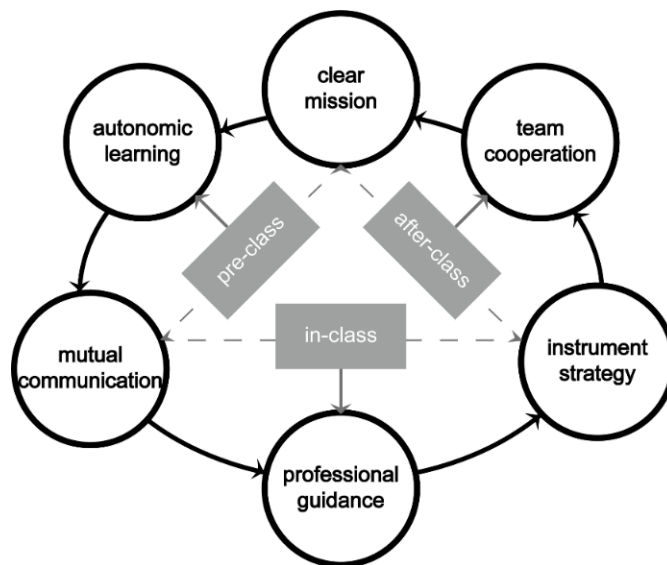 clear
mission
autonomic
learning
team
cooperation
pre-class
after-class
in-class
mutual
communication
instrument
strategy
professional
guidance